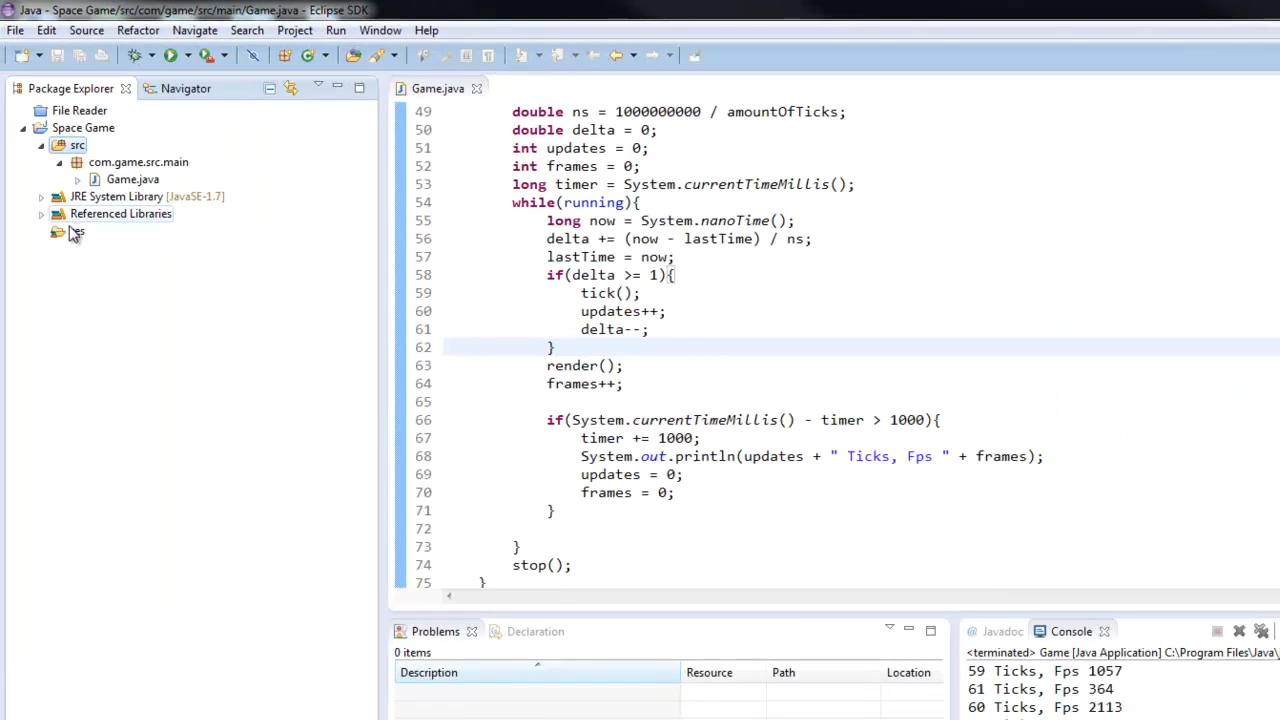 Java - Space Game/src/com/game/src/main/Game.java - Eclipse SDK
File Edit Source Refactor Navigate Search Project Run Window Help
Package Explorer Navigator
File Reader
Space Game
src
com.game.src.main
Game.java
JRE System Library [JavaSE-1.7]
Referenced Libraries
Game.java
49 double ns = 1000000000 / amountOfTicks;
50 double delta = 0;
51 int updates = 0;
52 int frames = 0;
53 long timer = System.currentTimeMillis();
54 while(running){
55 long now = System.nanoTime();
56 delta += (now - lastTime) / ns;
57 lastTime = now;
58 if(delta >= 1){
59 tick();
60 updates++;
61 delta--;
62 }
63 render();
64 frames++;
65
66 if(System.currentTimeMillis() - timer > 1000){
67 timer += 1000;
68 System.out.println(updates + " Ticks, Fps " + frames);
69 updates = 0;
70 frames = 0;
71 }
72
73 }
74 stop();
75 }
Problems Declaration
0 items
Description Resource Path Location
@ Javadoc Console
<terminated> Game [Java Application] C:\Program Files\Java\
59 Ticks, Fps 1057
61 Ticks, Fps 364
60 Ticks, Fps 2113